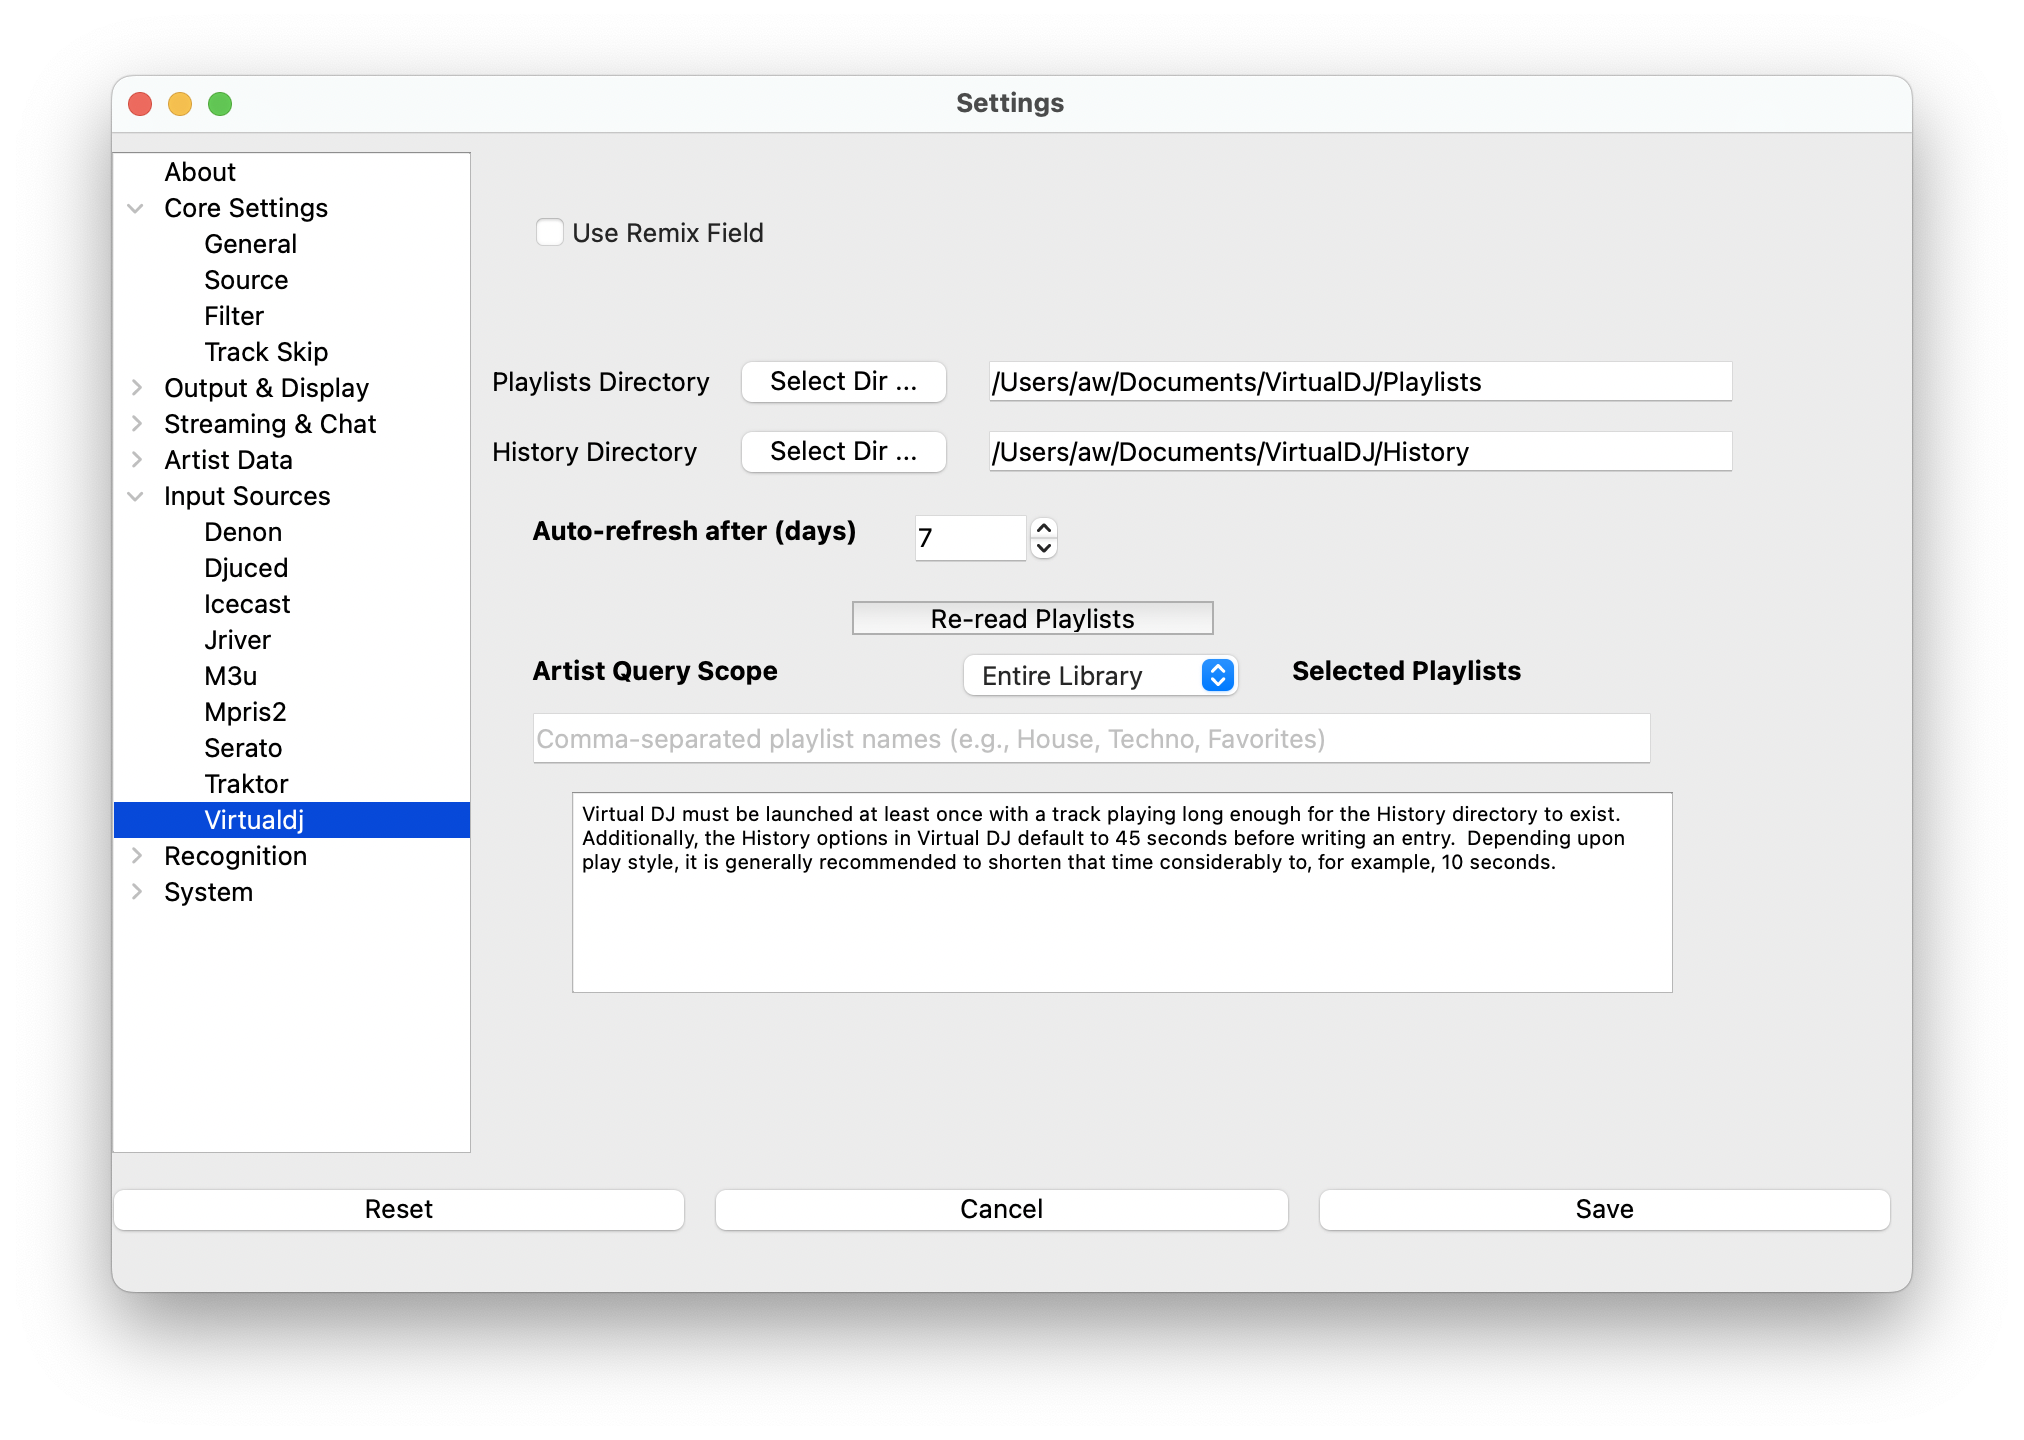 Settings
About
Core Settings
General
Source
Filter
Track Skip
Output & Display
Streaming & Chat
Artist Data
Input Sources
Denon
Djuced
Icecast
Jriver
M3u
Mpris2
Serato
Traktor
Virtualdj
Recognition
System
Use Remix Field
Playlists Directory
Select Dir ...
/Users/aw/Documents/VirtualDJ/Playlists
History Directory
Select Dir ...
/Users/aw/Documents/VirtualDJ/History
Auto-refresh after (days)
7
Re-read Playlists
Artist Query Scope
Entire Library
Selected Playlists
Comma-separated playlist names (e.g., House, Techno, Favorites)
Virtual DJ must be launched at least once with a track playing long enough for the History directory to exist.
Additionally, the History options in Virtual DJ default to 45 seconds before writing an entry.  Depending upon
play style, it is generally recommended to shorten that time considerably to, for example, 10 seconds.
Reset
Cancel
Save